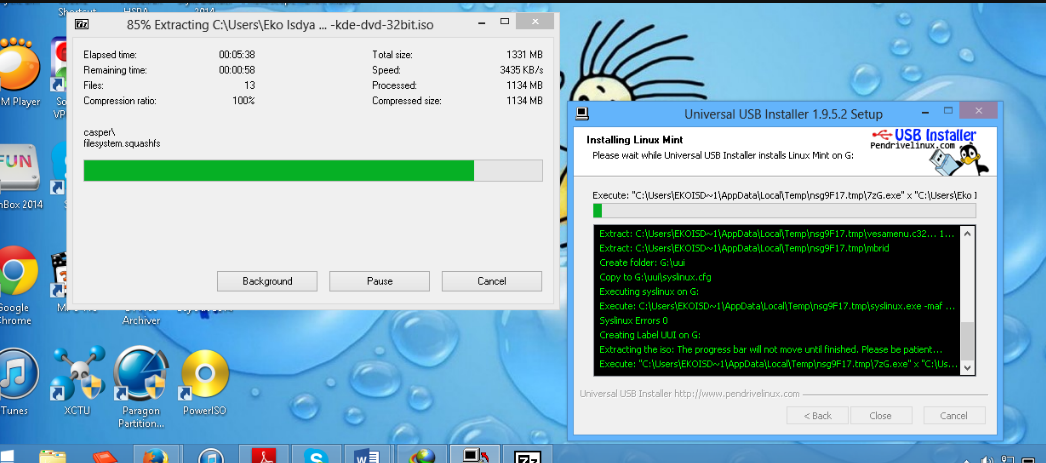 Shortcut
HSPA
2014
85% Extracting C:\Users\Eko Isdya ... -kde-dvd-32bit.iso
Elapsed time: 00:05:38 Total size: 1331 MB
Remaining time: 00:00:58 Speed: 3435 KB/s
Files: 13 Processed: 1134 MB
Compression ratio: 100% Compressed size: 1134 MB
casper\
filesystem.squashfs
Background Pause Cancel
M Player
So
VP
FUN
nBox 2014
S.
Google
Chrome
Archiver
Tunes
XCTU
Paragon
Partition...
PowerISO
Universal USB Installer 1.9.5.2 Setup
Installing Linux Mint
Please wait while Universal USB Installer installs Linux Mint on G:
USB Installer
Pendrivelinux.com
Execute: "C:\Users\EKOISD~1\AppData\Local\Temp\nsg9F17.tmp\7zG.exe" x "C:\Users\Eko I
Extract: C:\Users\EKOISD~1\AppData\Local\Temp\nsg9F17.tmp\vesamenu.c32... 1...
Extract: C:\Users\EKOISD~1\AppData\Local\Temp\nsg9F17.tmp\mbrid
Create folder: G:\uui
Copy to G:\uui\syslinux.cfg
Executing syslinux on G:
Execute: C:\Users\EKOISD~1\AppData\Local\Temp\nsg9F17.tmp\syslinux.exe -maf ...
Syslinux Errors 0
Creating Label UUI on G:
Extracting the iso: The progress bar will not move until finished. Please be patient...
Execute: "C:\Users\EKOISD~1\AppData\Local\Temp\nsg9F17.tmp\7zG.exe" x "C:\Us...
Universal USB Installer http://www.pendrivelinux.com
< Back Close Cancel